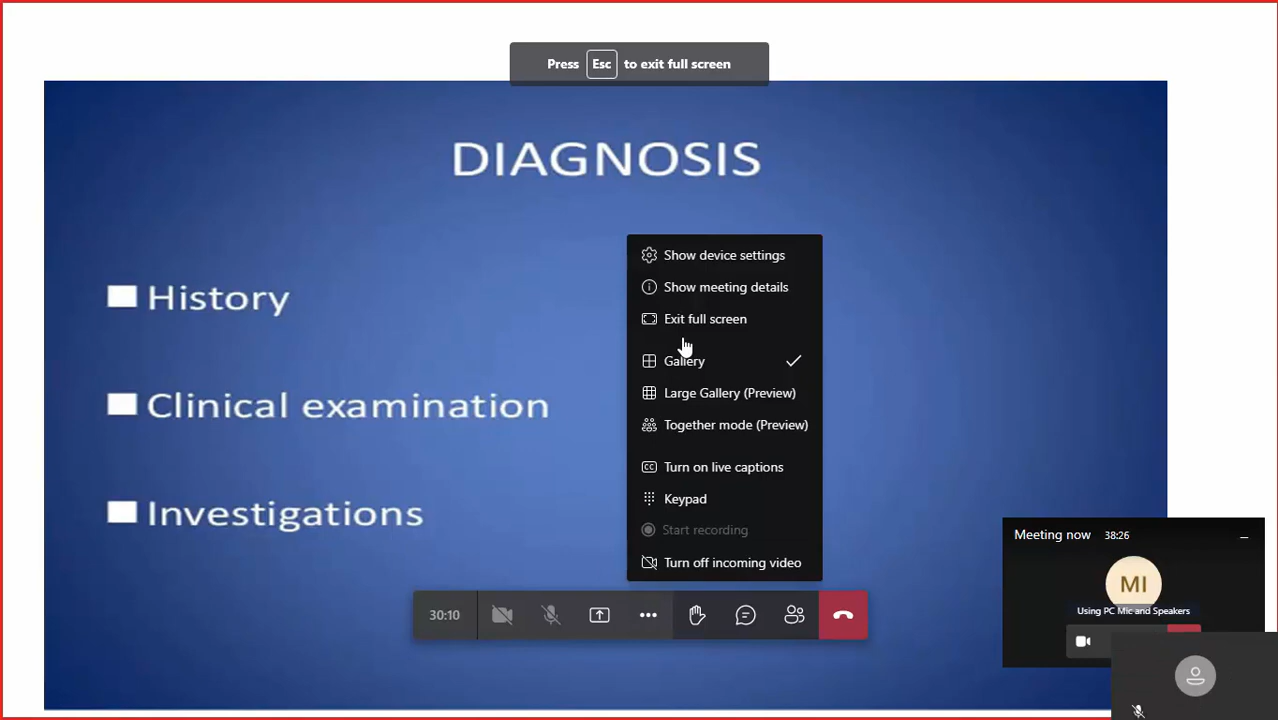 Press Esc to exit full screen
DIAGNOSIS
History
Clinical examination
Investigations
Show device settings
Show meeting details
Exit full screen
Gallery
Large Gallery (Preview)
Together mode (Preview)
CC Turn on live captions
Keypad
Start recording
Turn off incoming video
30:10
Meeting now 38:26
MI
Using PC Mic and Speakers